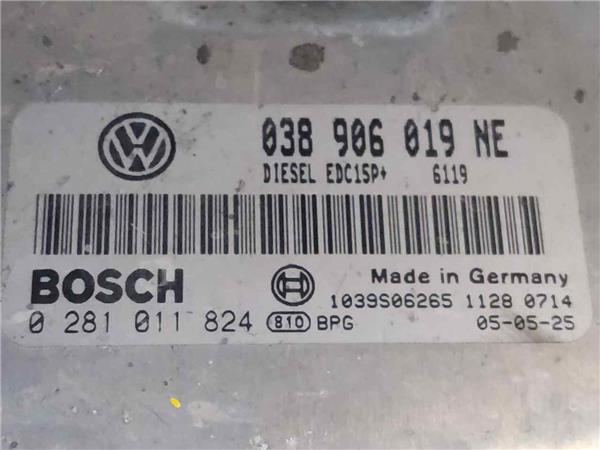 038 906 019 NE
DIESEL EDC15P+ 6119
BOSCH
Made in Germany
1039S06265 1128 0714
0 281 011 824 810 BPG 05-05-25